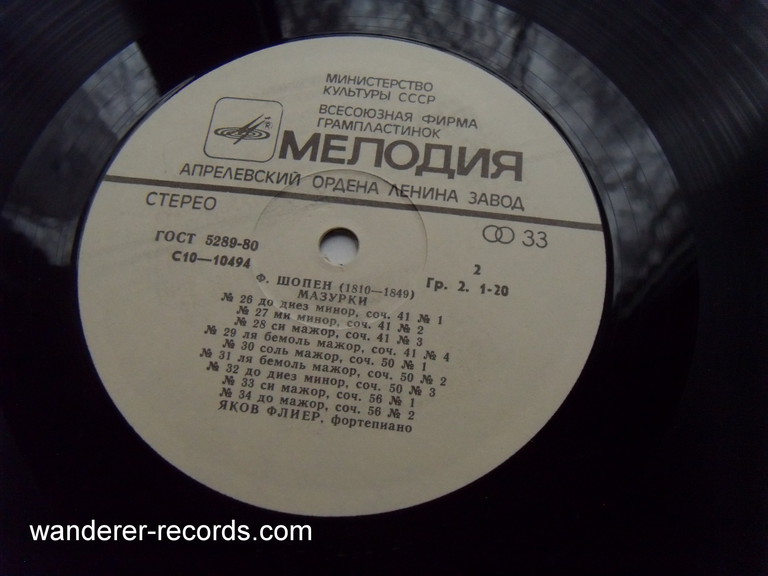 МИНИСТЕРСТВО
КУЛЬТУРЫ СССР
ВСЕСОЮЗНАЯ ФИРМА
ГРАМПЛАСТИНОК
МЕЛОДИЯ
АПРЕЛЕВСКИЙ ОРДЕНА ЛЕНИНА ЗАВОД
СТЕРЕО
33
ГОСТ 5289-80
С10—10494
2
Гр. 2. 1-20
Ф. ШОПЕН (1810—1849)
МАЗУРКИ
№ 26 до диез минор, соч. 41 № 1
№ 27 ми минор, соч. 41 № 2
№ 28 си мажор, соч. 41 № 3
№ 29 ля бемоль мажор, соч. 41 № 4
№ 30 соль мажор, соч. 50 № 1
№ 31 ля бемоль мажор, соч. 50 № 2
№ 32 до диез минор, соч. 50 № 3
№ 33 си мажор, соч. 56 № 1
№ 34 до мажор, соч. 56 № 2
ЯКОВ ФЛИЕР, фортепиано
wanderer-records.com